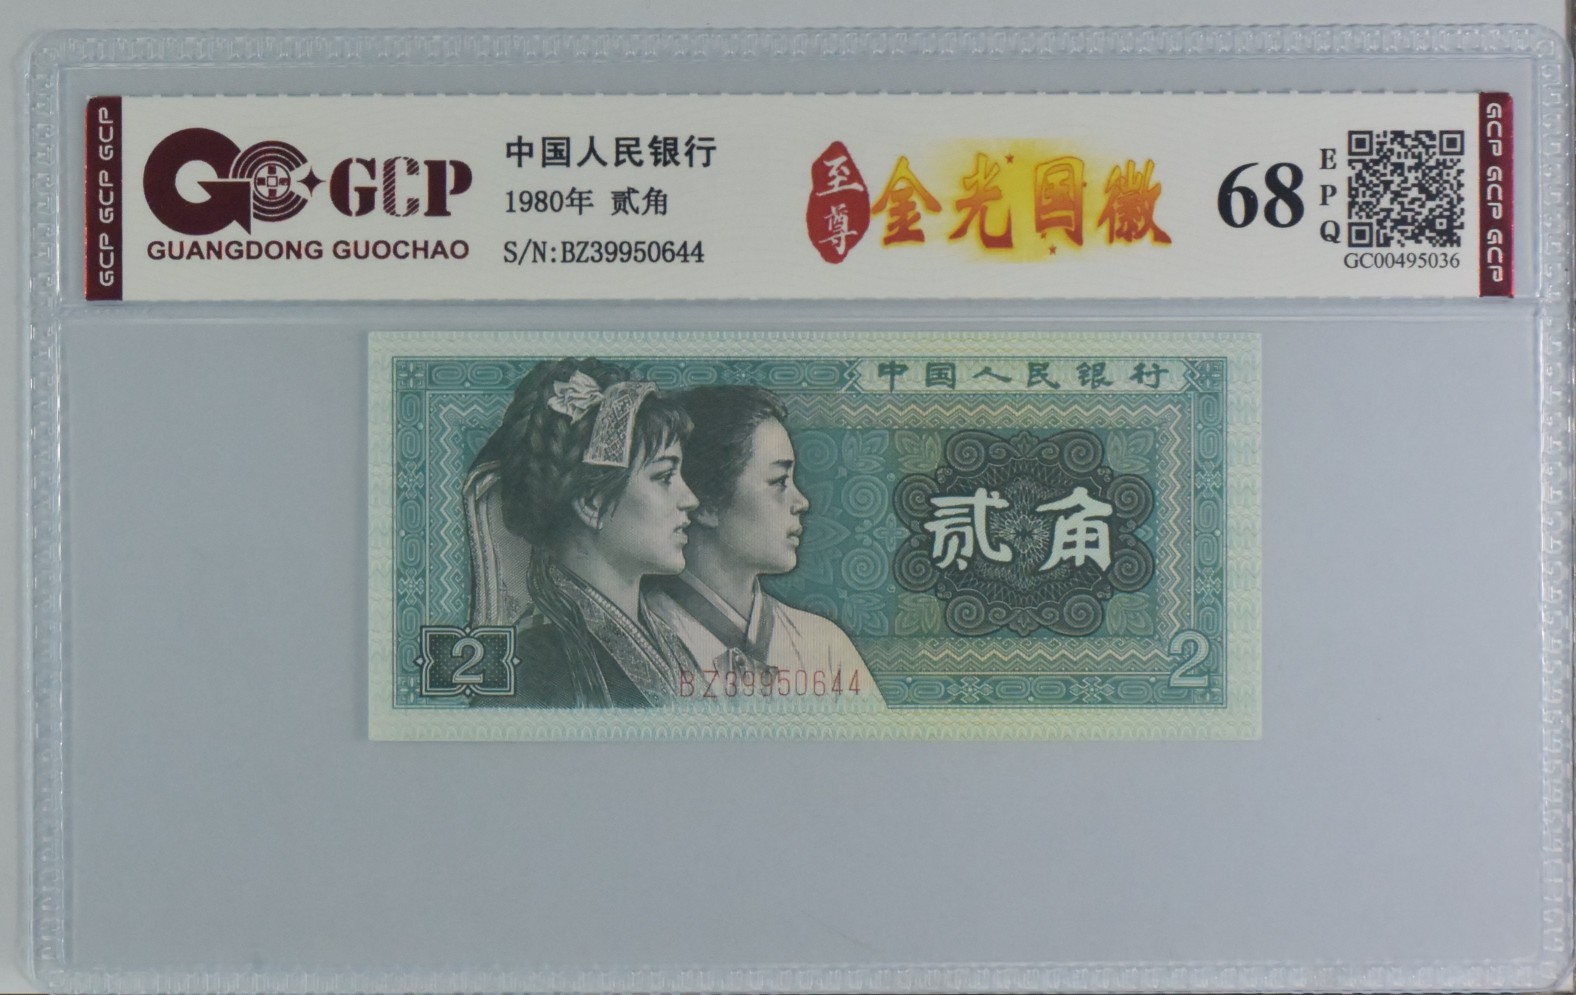 GCP GCP GCP
GCP
GUANGDONG GUOCHAO
中国人民银行
1980年 贰角
S/N:BZ39950644
至尊
金光国徽
68
EPQ
GC00495036
GCP GCP GCP
中国人民银行
贰角
2
BZ39950644
2